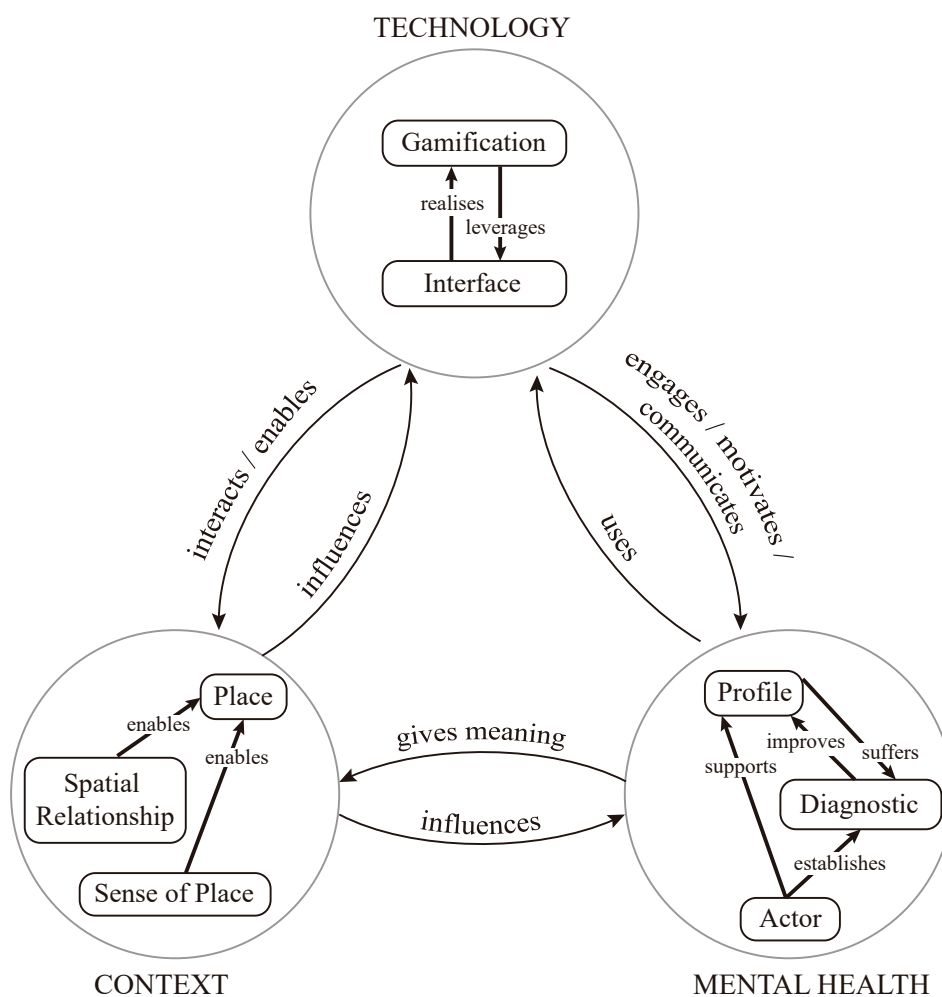 TECHNOLOGY
Gamification
realises
leverages
Interface
interacts / enables
influences
engages / motivates /
communicates
uses
Place
enables
enables
Spatial
Relationship
Sense of Place
CONTEXT
gives meaning
influences
Profile
improves
suffers
supports
Diagnostic
establishes
Actor
MENTAL HEALTH